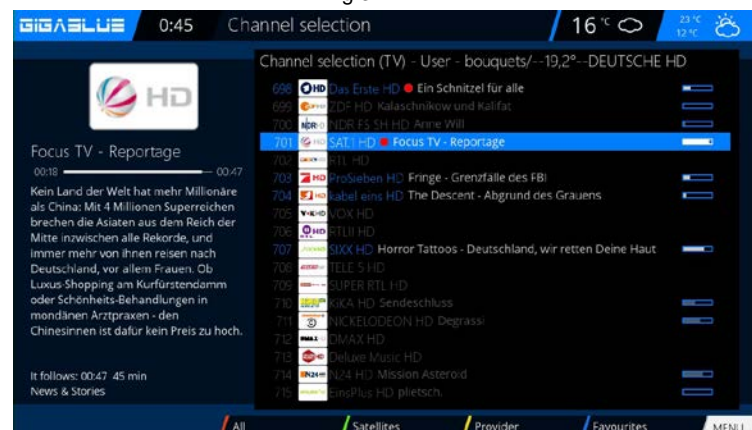 GIGABLUE 0:45 Channel selection 16 °C 23 °C 12 °C
Channel selection (TV) - User - bouquets/--19,2°--DEUTSCHE HD
HD
Focus TV - Reportage
00:18 00:47
Kein Land der Welt hat mehr Millionäre
als China: Mit 4 Millionen Superreichen
brechen die Asiaten aus dem Reich der
Mitte inzwischen alle Rekorde, und
immer mehr von ihnen reisen nach
Deutschland, vor allem Frauen. Ob
Luxus-Shopping am Kurfürstendamm
oder Schönheits-Behandlungen in
mondänen Arztpraxen - den
Chinesinnen ist dafür kein Preis zu hoch.
It follows: 00:47 45 min
News & Stories
698 Das Erste HD Ein Schnitzel für alle
699 ZDF HD Kalaschnikow und Kalifat
700 NDR FS SH HD Anne Will
701 SAT.1 HD Focus TV - Reportage
702 RTL HD
703 ProSieben HD Fringe - Grenzfälle des FBI
704 kabel eins HD The Descent - Abgrund des Grauens
705 VOX HD
706 RTLII HD
707 SIXX HD Horror Tattoos - Deutschland, wir retten Deine Haut
708 TELE 5 HD
709 SUPER RTL HD
710 KiKA HD Sendeschluss
711 NICKELODEON HD Degrassi
712 DMAX HD
713 Deluxe Music HD
714 N24 HD Mission Asteroid
715 EinsPlus HD plietsch.
All Satellites Provider Favourites MENU